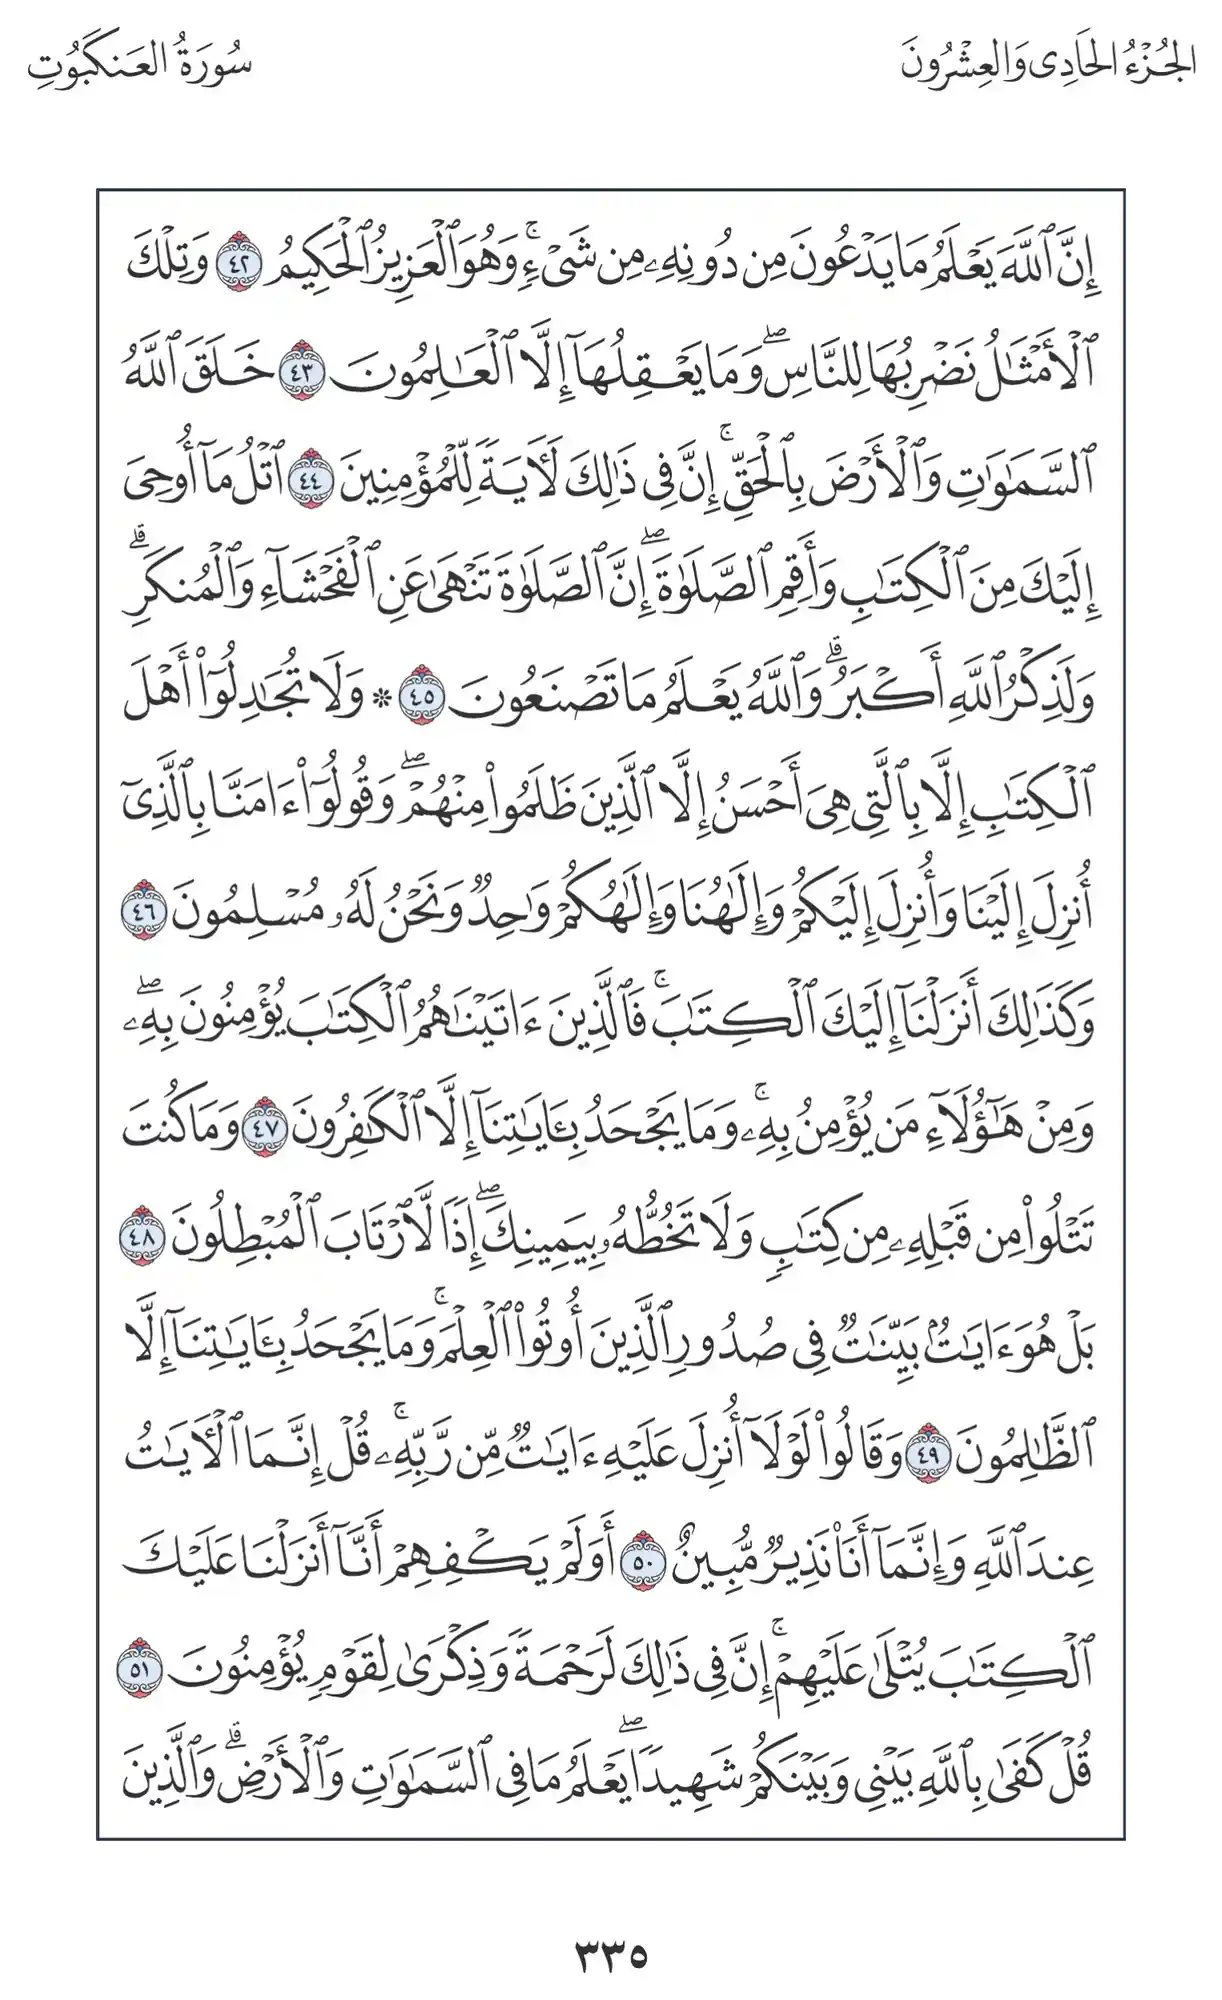 الجُزْءُ الحَادِى وَالعِشْرُونَ
سُورَةُ العَنكَبُوتِ
إِنَّ ٱللَّهَ يَعْلَمُ مَا يَدْعُونَ مِن دُونِهِۦ مِن شَىْءٍۚ وَهُوَ ٱلْعَزِيزُ ٱلْحَكِيمُ ٤٢ وَتِلْكَ
ٱلْأَمْثَـٰلُ نَضْرِبُهَا لِلنَّاسِۖ وَمَا يَعْقِلُهَآ إِلَّا ٱلْعَـٰلِمُونَ ٤٣ خَلَقَ ٱللَّهُ
ٱلسَّمَـٰوَٰتِ وَٱلْأَرْضَ بِٱلْحَقِّۚ إِنَّ فِى ذَٰلِكَ لَـَٔايَةً لِّلْمُؤْمِنِينَ ٤٤ ٱتْلُ مَآ أُوحِىَ
إِلَيْكَ مِنَ ٱلْكِتَـٰبِ وَأَقِمِ ٱلصَّلَوٰةَۖ إِنَّ ٱلصَّلَوٰةَ تَنْهَىٰ عَنِ ٱلْفَحْشَآءِ وَٱلْمُنكَرِۗ
وَلَذِكْرُ ٱللَّهِ أَكْبَرُۗ وَٱللَّهُ يَعْلَمُ مَا تَصْنَعُونَ ٤٥ * وَلَا تُجَـٰدِلُوٓا۟ أَهْلَ
ٱلْكِتَـٰبِ إِلَّا بِٱلَّتِى هِىَ أَحْسَنُ إِلَّا ٱلَّذِينَ ظَلَمُوا۟ مِنْهُمْۖ وَقُولُوٓا۟ ءَامَنَّا بِٱلَّذِىٓ
أُنزِلَ إِلَيْنَا وَأُنزِلَ إِلَيْكُمْ وَإِلَـٰهُنَا وَإِلَـٰهُكُمْ وَٰحِدٌ وَنَحْنُ لَهُۥ مُسْلِمُونَ ٤٦
وَكَذَٰلِكَ أَنزَلْنَآ إِلَيْكَ ٱلْكِتَـٰبَۚ فَٱلَّذِينَ ءَاتَيْنَـٰهُمُ ٱلْكِتَـٰبَ يُؤْمِنُونَ بِهِۦۖ
وَمِنْ هَـٰٓؤُلَآءِ مَن يُؤْمِنُ بِهِۦۚ وَمَا يَجْحَدُ بِـَٔايَـٰتِنَآ إِلَّا ٱلْكَـٰفِرُونَ ٤٧ وَمَا كُنتَ
تَتْلُوا۟ مِن قَبْلِهِۦ مِن كِتَـٰبٍ وَلَا تَخُطُّهُۥ بِيَمِينِكَۖ إِذًا لَّٱرْتَابَ ٱلْمُبْطِلُونَ ٤٨
بَلْ هُوَ ءَايَـٰتٌۢ بَيِّنَـٰتٌ فِى صُدُورِ ٱلَّذِينَ أُوتُوا۟ ٱلْعِلْمَۚ وَمَا يَجْحَدُ بِـَٔايَـٰتِنَآ إِلَّا
ٱلظَّـٰلِمُونَ ٤٩ وَقَالُوا۟ لَوْلَآ أُنزِلَ عَلَيْهِ ءَايَـٰتٌ مِّن رَّبِّهِۦۚ قُلْ إِنَّمَا ٱلْـَٔايَـٰتُ
عِندَ ٱللَّهِ وَإِنَّمَآ أَنَا۠ نَذِيرٌ مُّبِينٌ ٥٠ أَوَلَمْ يَكْفِهِمْ أَنَّآ أَنزَلْنَا عَلَيْكَ
ٱلْكِتَـٰبَ يُتْلَىٰ عَلَيْهِمْۚ إِنَّ فِى ذَٰلِكَ لَرَحْمَةً وَذِكْرَىٰ لِقَوْمٍ يُؤْمِنُونَ ٥١
قُلْ كَفَىٰ بِٱللَّهِ بَيْنِى وَبَيْنَكُمْ شَهِيدًاۖ يَعْلَمُ مَا فِى ٱلسَّمَـٰوَٰتِ وَٱلْأَرْضِۗ وَٱلَّذِينَ
٣٣٥